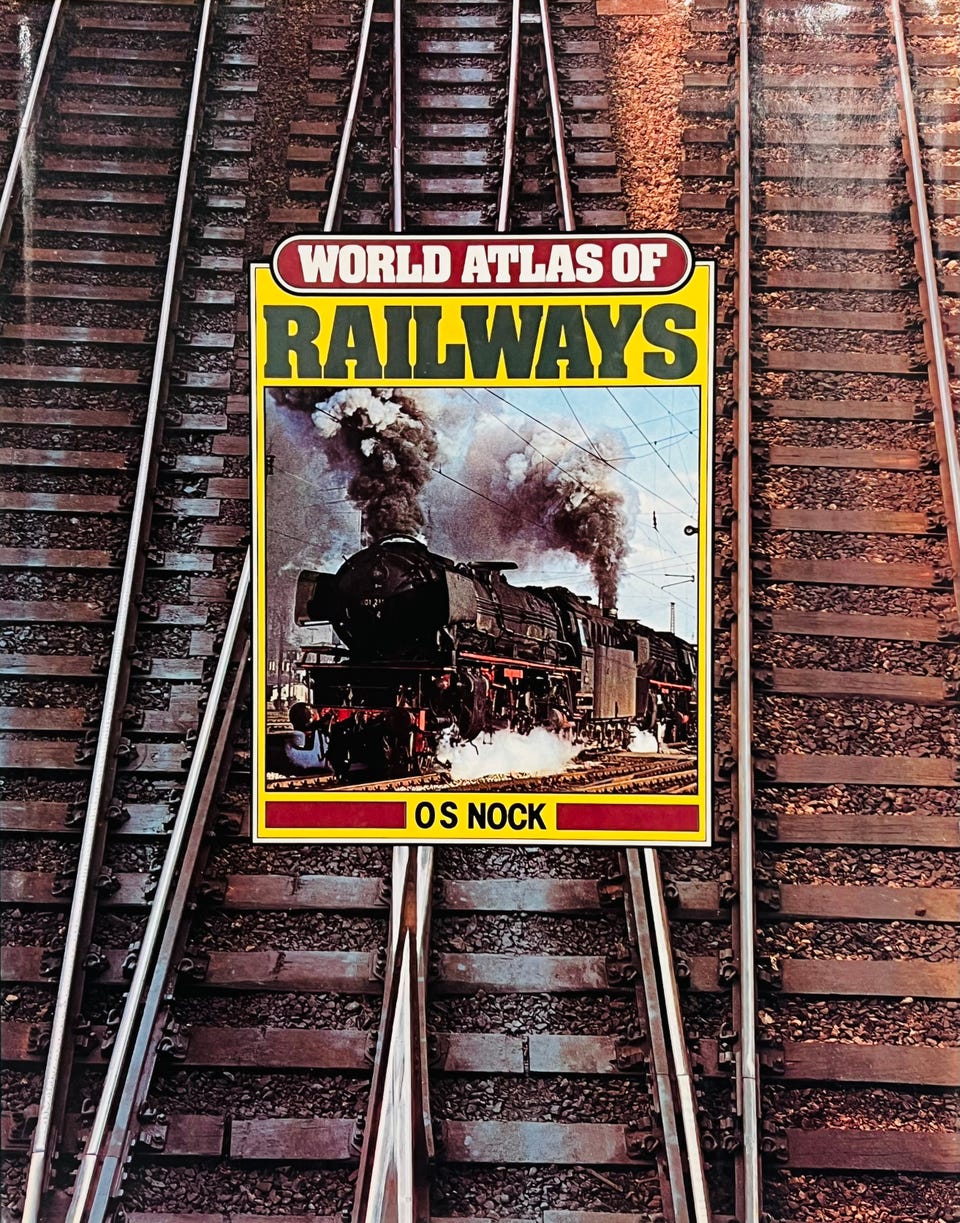 WORLD ATLAS OF
RAILWAYS
O S NOCK